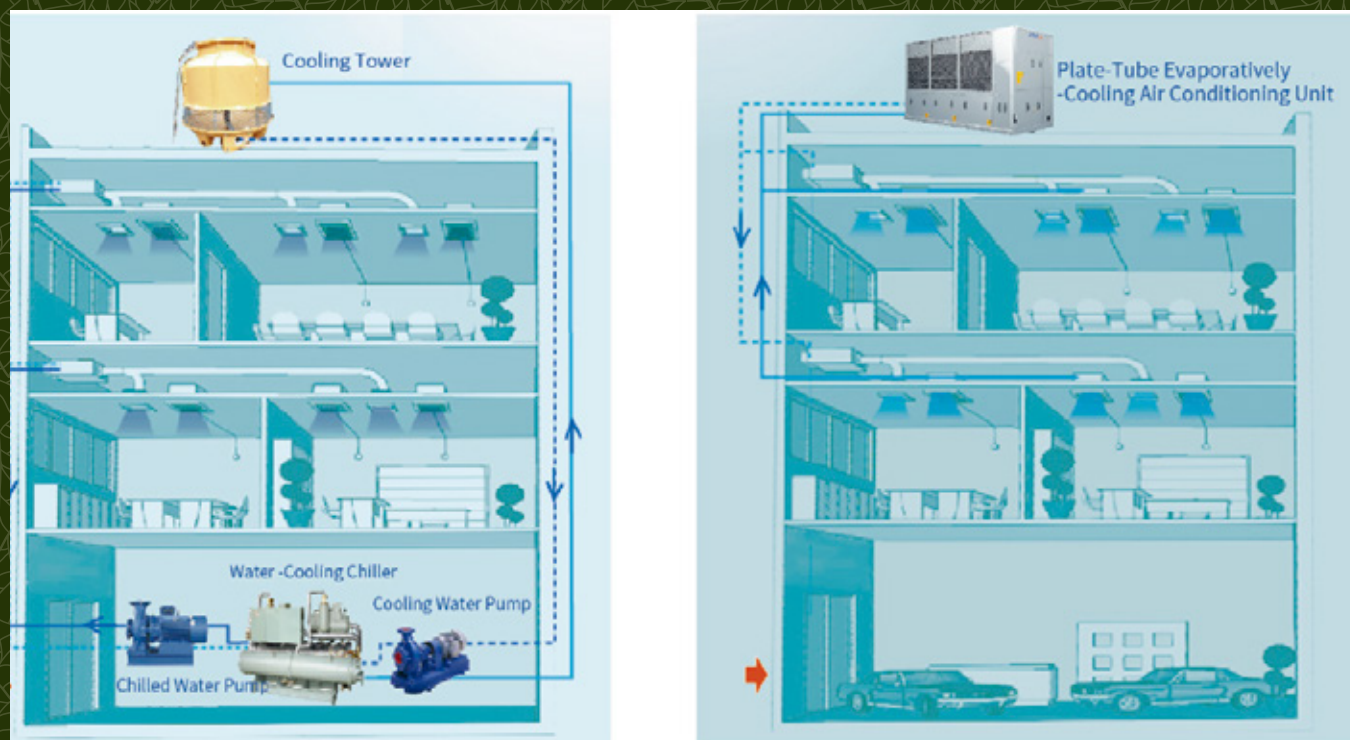 Cooling Tower
Water -Cooling Chiller
Cooling Water Pump
Chilled Water Pump
Plate-Tube Evaporatively
-Cooling Air Conditioning Unit